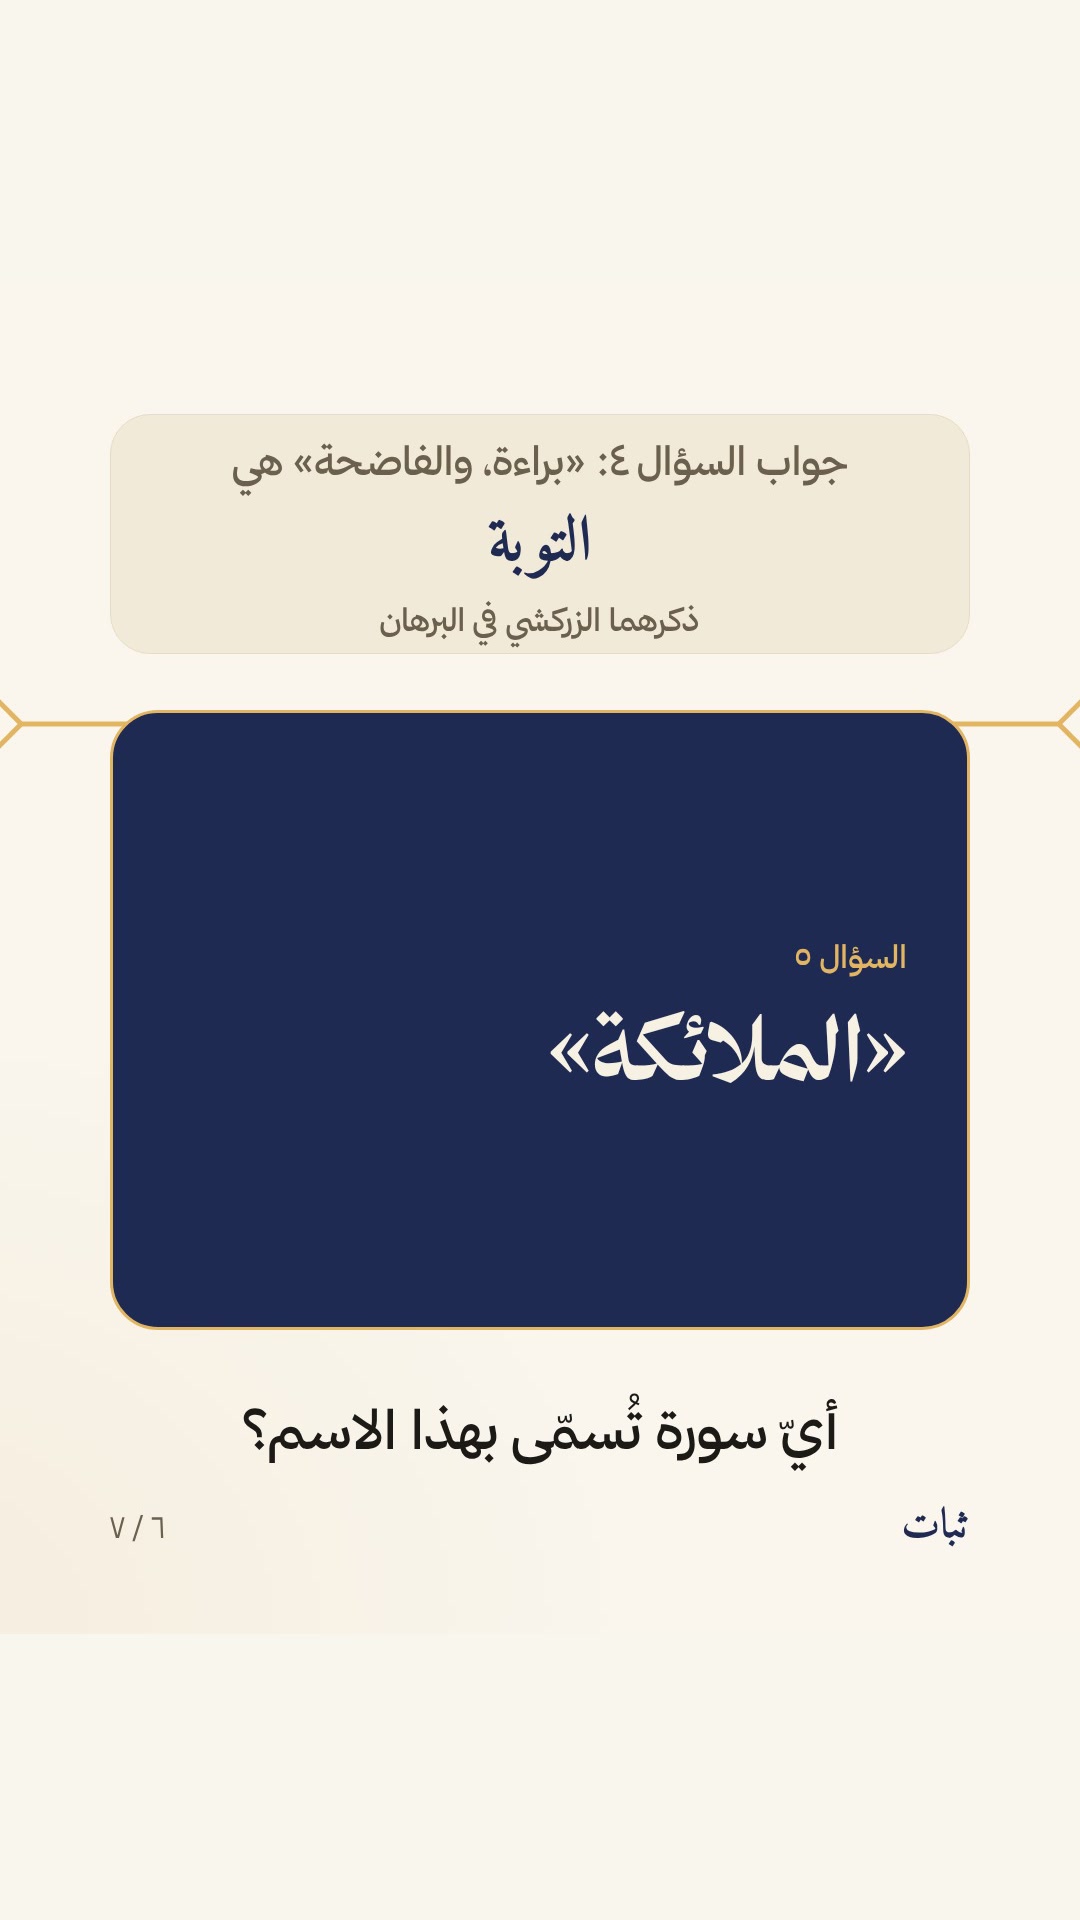 جواب السؤال ٤: «براءة، والفاضحة» هي
التوبة
ذكرهما الزركشي في البرهان
السؤال ٥
«الملائكة»
أيّ سورة تُسمّى بهذا الاسم؟
ثبات
٦ / ٧